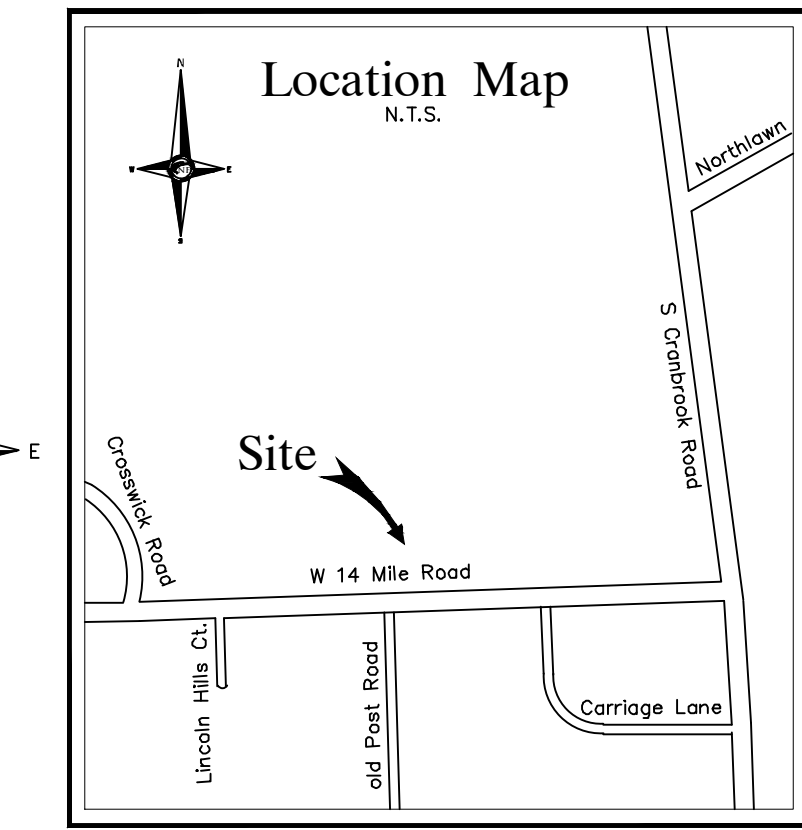 N
Location Map
N.T.S.
W
E
S
Northlawn
S Cranbrook Road
E
Site
Crosswick Road
W 14 Mile Road
Lincoln Hills Ct.
old Post Road
Carriage Lane